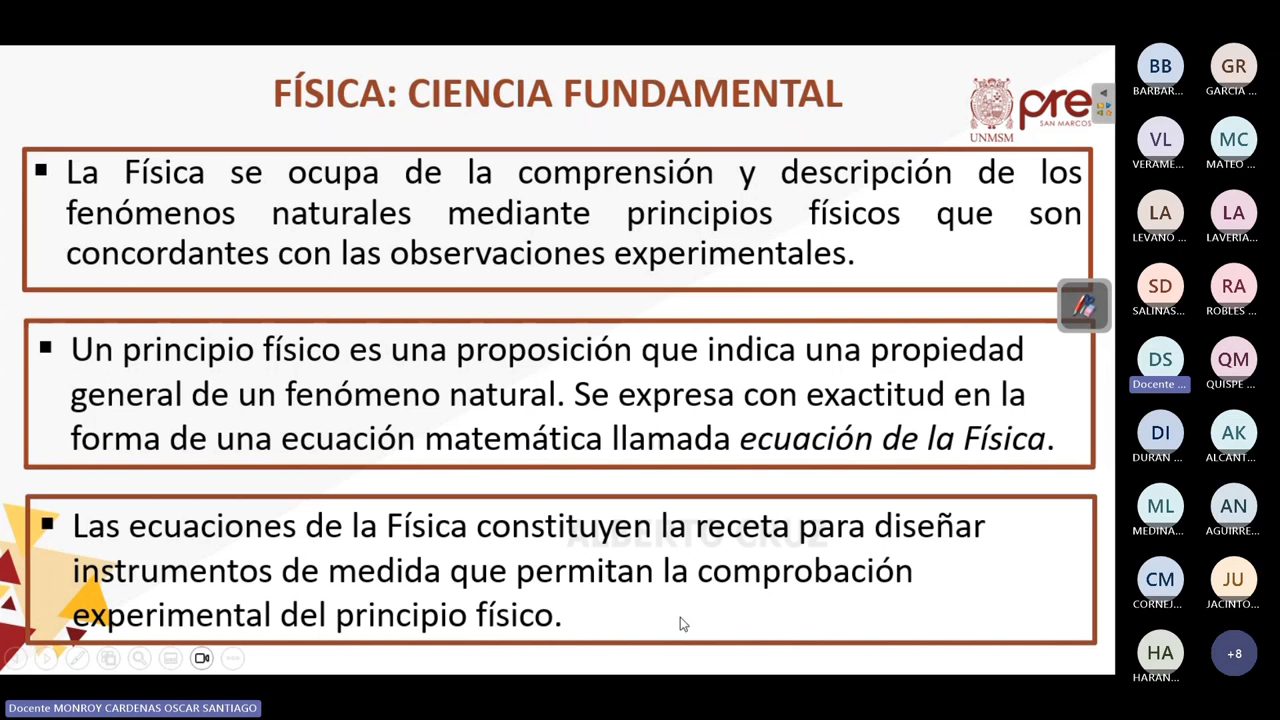 FÍSICA: CIENCIA FUNDAMENTAL
UNMSM
pre
SAN MARCOS
▪ La Física se ocupa de la comprensión y descripción de los
fenómenos naturales mediante principios físicos que son
concordantes con las observaciones experimentales.
▪ Un principio físico es una proposición que indica una propiedad
general de un fenómeno natural. Se expresa con exactitud en la
forma de una ecuación matemática llamada ecuación de la Física.
ALBERTO CRUZ
▪ Las ecuaciones de la Física constituyen la receta para diseñar
instrumentos de medida que permitan la comprobación
experimental del principio físico.
Docente MONROY CARDENAS OSCAR SANTIAGO
BB
BARBAR...
GR
GARCIA ...
VL
VERAME...
MC
MATEO ...
LA
LEVANO ...
LA
LAVERIA...
SD
SALINAS...
RA
ROBLES ...
DS
Docente ...
QM
QUISPE ...
DI
DURAN ...
AK
ALCANT...
ML
MEDINA...
AN
AGUIRRE...
CM
CORNEJ...
JU
JACINTO...
HA
HARAN...
+8